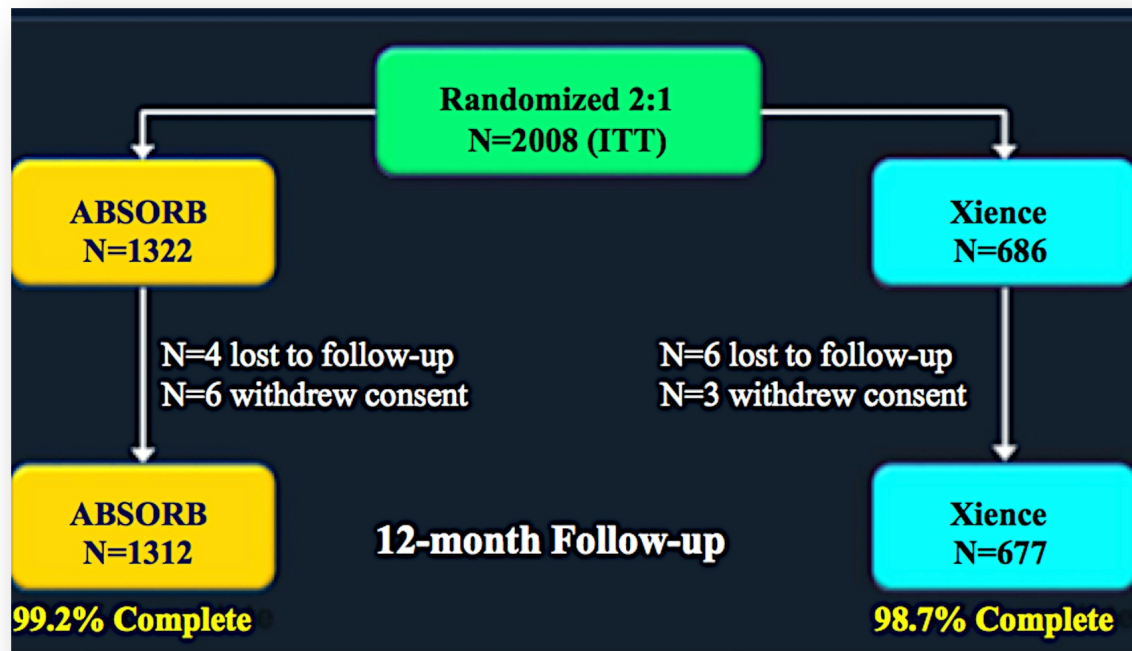 Randomized 2:1
N=2008 (ITT)
ABSORB
N=1322
Xience
N=686
N=4 lost to follow-up
N=6 withdrew consent
N=6 lost to follow-up
N=3 withdrew consent
ABSORB
N=1312
12-month Follow-up
Xience
N=677
99.2% Complete
98.7% Complete